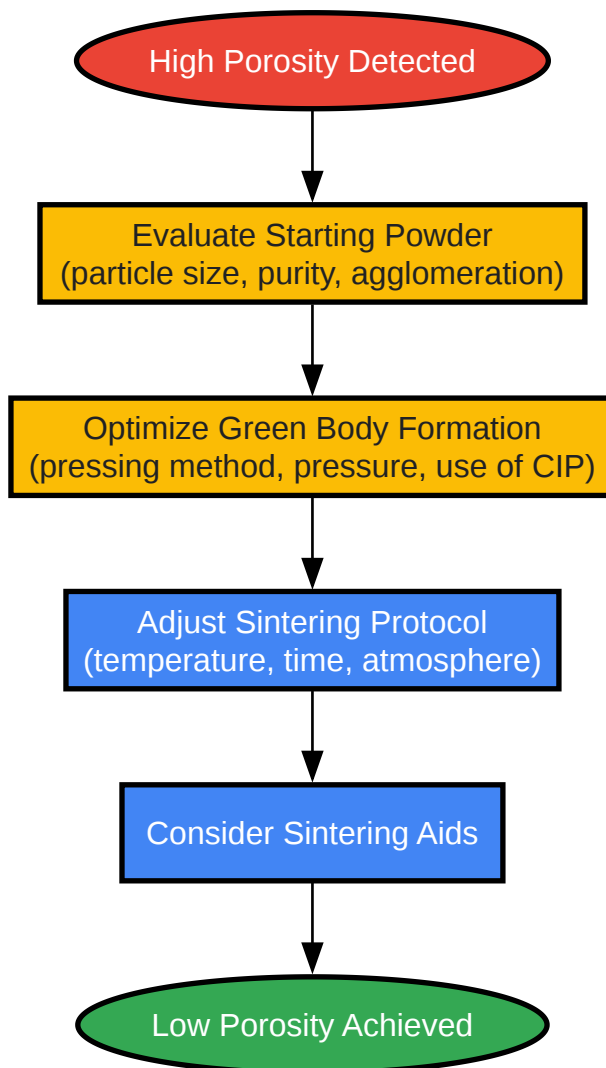 High Porosity Detected
Evaluate Starting Powder
(particle size, purity, agglomeration)
Optimize Green Body Formation
(pressing method, pressure, use of CIP)
Adjust Sintering Protocol
(temperature, time, atmosphere)
Consider Sintering Aids
Low Porosity Achieved